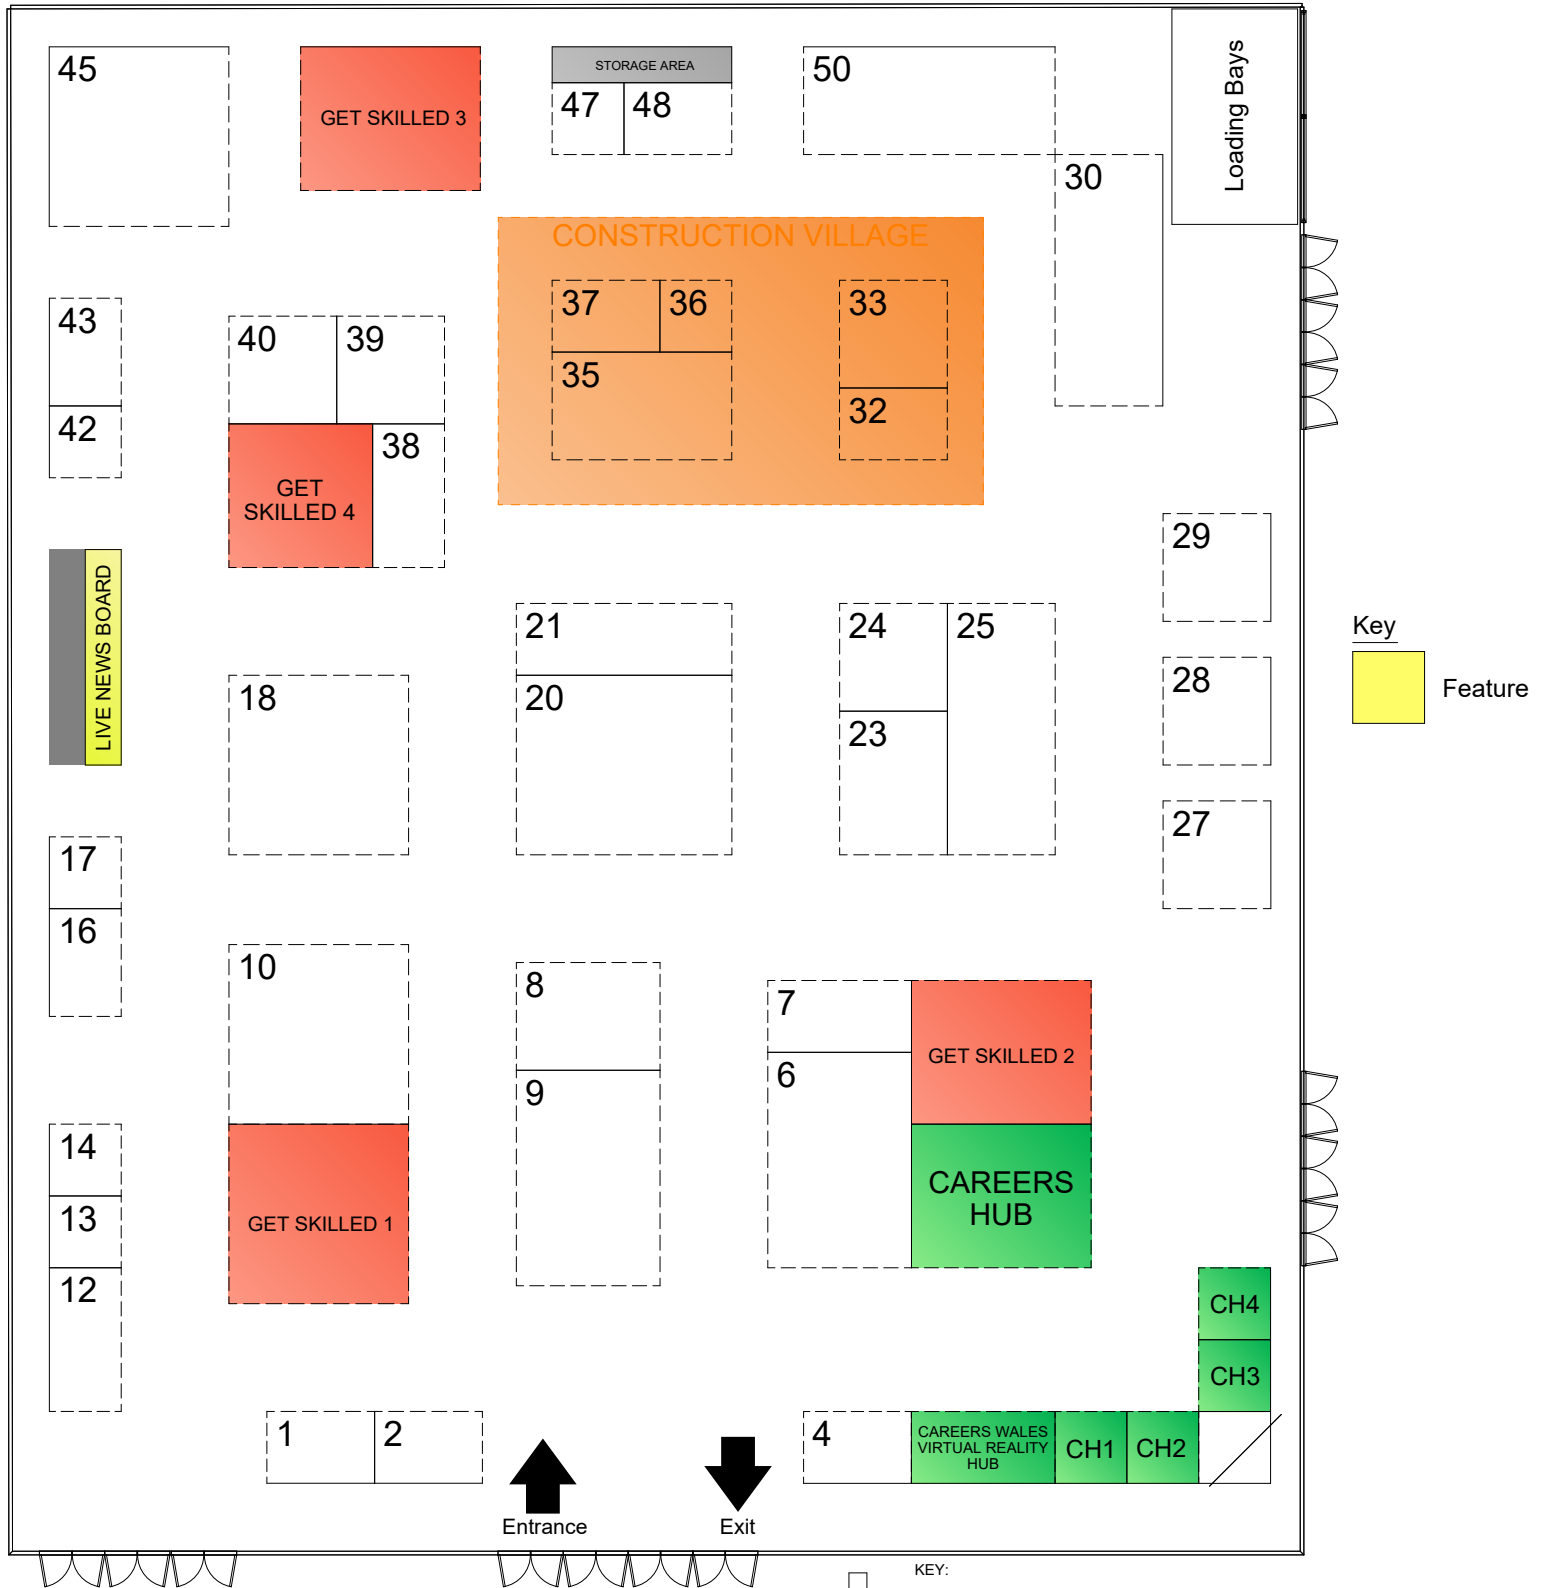 45
GET SKILLED 3
STORAGE AREA
47
48
50
Loading Bays
30
CONSTRUCTION VILLAGE
37
36
33
35
32
43
42
40
39
38
GET
SKILLED 4
29
LIVE NEWS BOARD
21
20
24
25
23
18
28
27
Key
Feature
17
16
10
8
9
7
6
GET SKILLED 2
CAREERS
HUB
14
13
12
GET SKILLED 1
CH4
CH3
1
2
4
CAREERS WALES
VIRTUAL REALITY
HUB
CH1
CH2
Entrance
Exit
KEY: